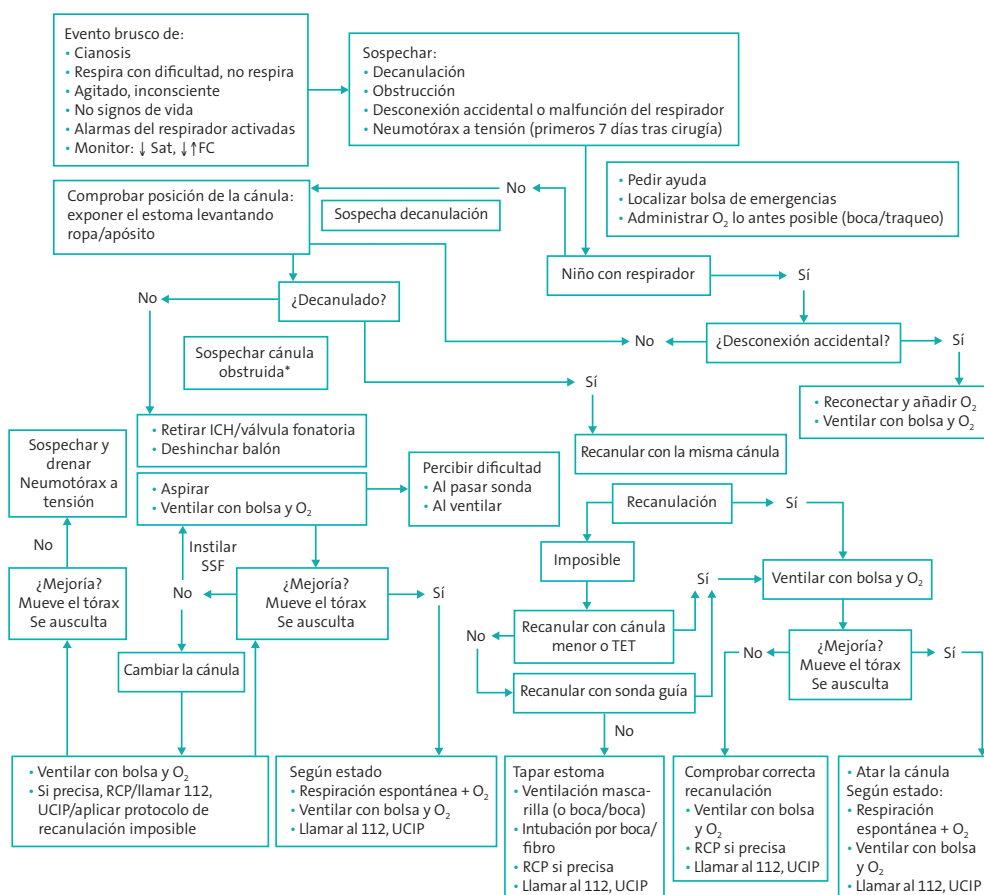 Evento brusco de:
• Cianosis
• Respira con dificultad, no respira
• Agitado, inconsciente
• No signos de vida
• Alarmas del respirador activadas
• Monitor: ↓ Sat, ↓↑FC
Sospechar:
• Decanulación
• Obstrucción
• Desconexión accidental o malfunción del respirador
• Neumotórax a tensión (primeros 7 días tras cirugía)
• Pedir ayuda
• Localizar bolsa de emergencias
• Administrar O₂ lo antes posible (boca/traqueo)
Comprobar posición de la cánula:
exponer el estoma levantando
ropa/apósito
No
Sospecha decanulación
Niño con respirador
Sí
¿Decanulado?
No
¿Desconexión accidental?
No
Sí
Sospechar cánula
obstruida*
Sí
• Reconectar y añadir O₂
• Ventilar con bolsa y O₂
• Retirar ICH/válvula fonatoria
• Deshinchar balón
Recanular con la misma cánula
Sospechar y
drenar
Neumotórax a
tensión
• Aspirar
• Ventilar con bolsa y O₂
Percibir dificultad
• Al pasar sonda
• Al ventilar
Recanulación
Sí
No
Instilar
SSF
Imposible
¿Mejoría?
Mueve el tórax
Se ausculta
No
¿Mejoría?
Mueve el tórax
Se ausculta
Sí
Sí
Ventilar con bolsa y O₂
No
Recanular con cánula
menor o TET
Cambiar la cánula
Recanular con sonda guía
No
¿Mejoría?
Mueve el tórax
Se ausculta
Sí
No
• Ventilar con bolsa y O₂
• Si precisa, RCP/llamar 112,
UCIP/aplicar protocolo de
recanulación imposible
Según estado
• Respiración espontánea + O₂
• Ventilar con bolsa y O₂
• Llamar al 112, UCIP
Tapar estoma
• Ventilación masca-
rilla (o boca/boca)
• Intubación por boca/
fibro
• RCP si precisa
• Llamar al 112, UCIP
Comprobar correcta
recanulación
• Ventilar con bolsa
y O₂
• RCP si precisa
• Llamar al 112, UCIP
• Atar la cánula
Según estado:
• Respiración
espontánea + O₂
• Ventilar con bolsa
y O₂
• Llamar al 112, UCIP